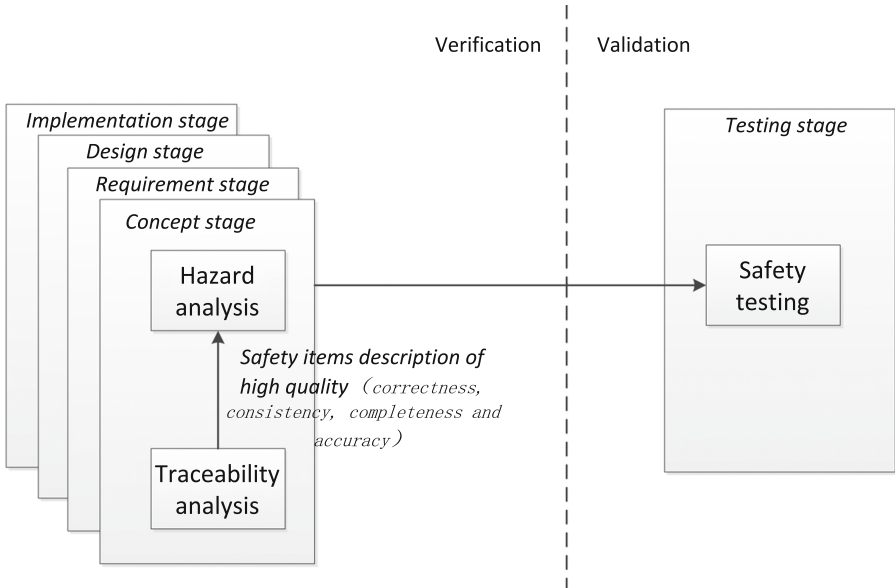 Verification
Validation
Implementation stage
Design stage
Requirement stage
Concept stage
Hazard
analysis
Safety items description of
high quality（correctness,
consistency, completeness and
accuracy）
Traceability
analysis
Testing stage
Safety
testing